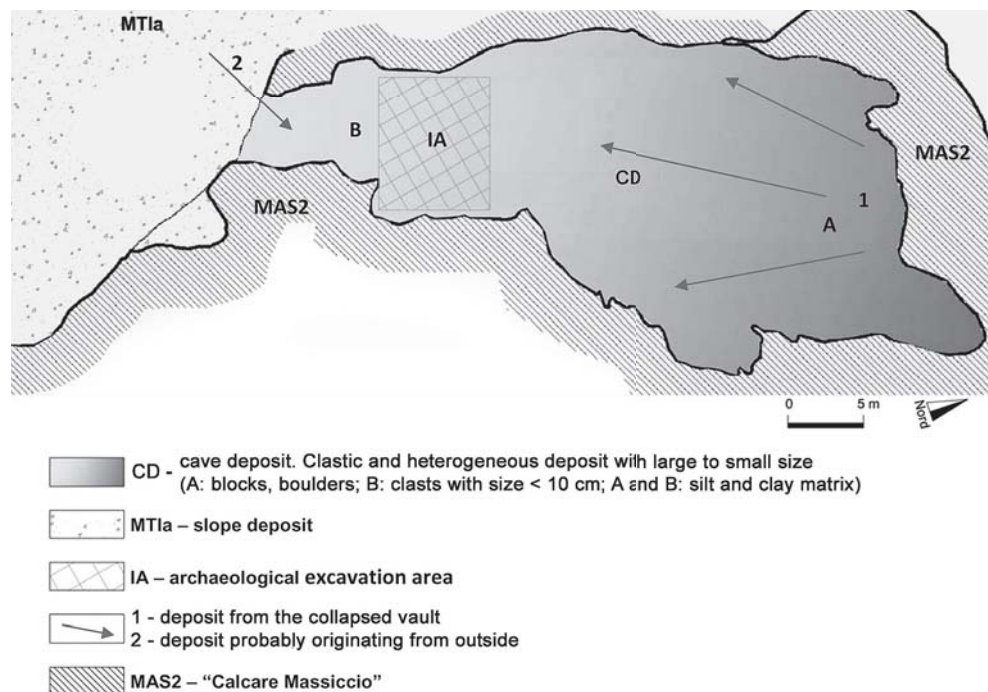 MTIa
2
B
IA
CD
1
A
MAS2
MAS2
0 5 m
Nord
CD - cave deposit. Clastic and heterogeneous deposit with large to small size
(A: blocks, boulders; B: clasts with size < 10 cm; A and B: silt and clay matrix)
MTIa – slope deposit
IA – archaeological excavation area
1 - deposit from the collapsed vault
2 - deposit probably originating from outside
MAS2 – “Calcare Massiccio”